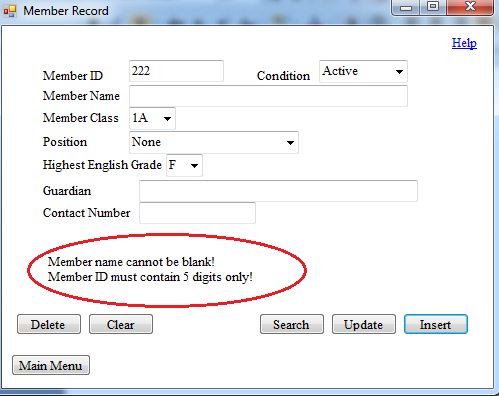 Member Record
Help
Member ID 222 Condition Active
Member Name
Member Class 1A
Position None
Highest English Grade F
Guardian
Contact Number
Member name cannot be blank!
Member ID must contain 5 digits only!
Delete Clear Search Update Insert
Main Menu